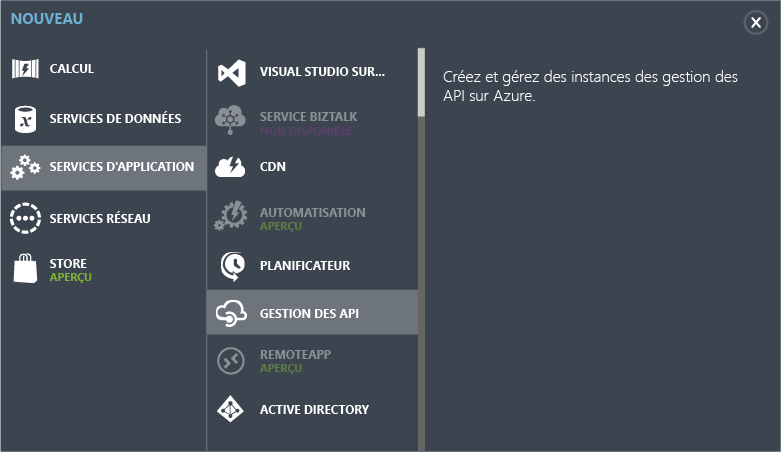 NOUVEAU
CALCUL
SERVICES DE DONNÉES
SERVICES D'APPLICATION
SERVICES RÉSEAU
STORE
APERÇU
VISUAL STUDIO SUR...
SERVICE BIZTALK
NON DISPONIBLE
CDN
AUTOMATISATION
APERÇU
PLANIFICATEUR
GESTION DES API
REMOTEAPP
APERÇU
ACTIVE DIRECTORY
Créez et gérez des instances des gestion des
API sur Azure.